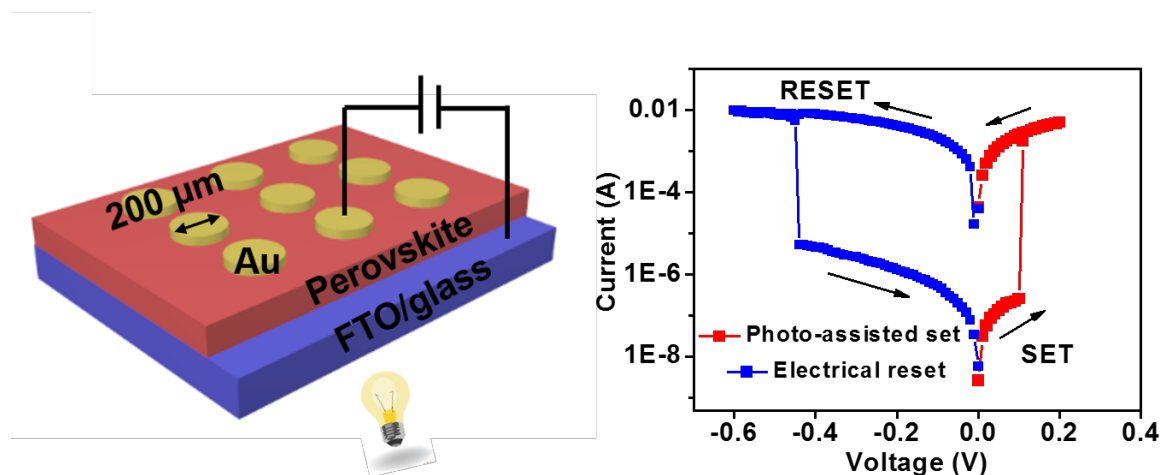 200 μm
Au
Perovskite
FTO/glass
RESET
SET
Photo-assisted set
Electrical reset
Current (A)
0.01
1E-4
1E-6
1E-8
-0.6
-0.4
-0.2
0.0
0.2
0.4
Voltage (V)